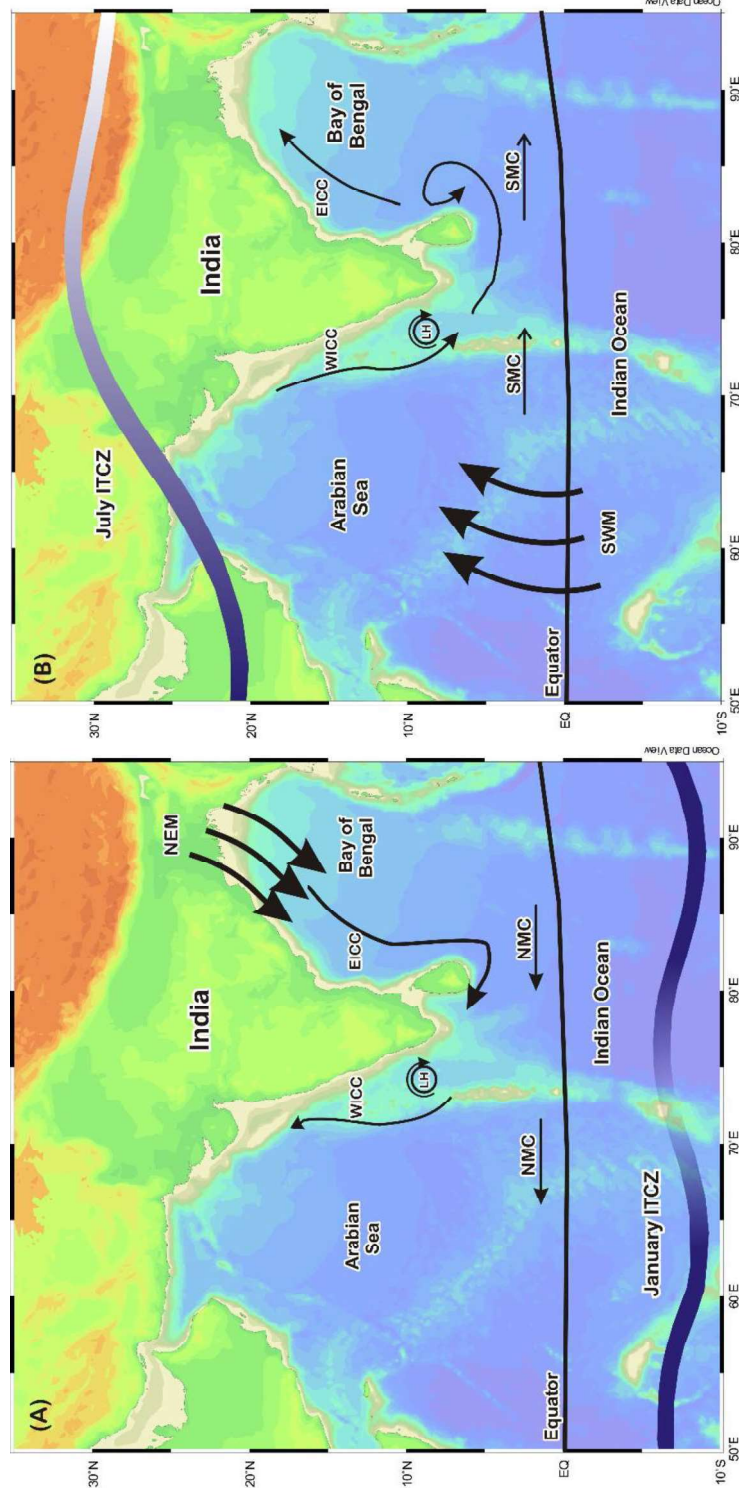 (A)
NEM
India
Bay of
Bengal
EICC
WICC
LH
Arabian
Sea
NMC
NMC
Equator
Indian Ocean
January ITCZ
30°N
20°N
10°N
EQ
10°S
50°E
60°E
70°E
80°E
90°E
Ocean Data View
(B)
July ITCZ
India
Bay of
Bengal
EICC
WICC
LH
Arabian
Sea
SMC
SMC
SWM
Equator
Indian Ocean
30°N
20°N
10°N
EQ
10°S
50°E
60°E
70°E
80°E
90°E
Ocean Data View